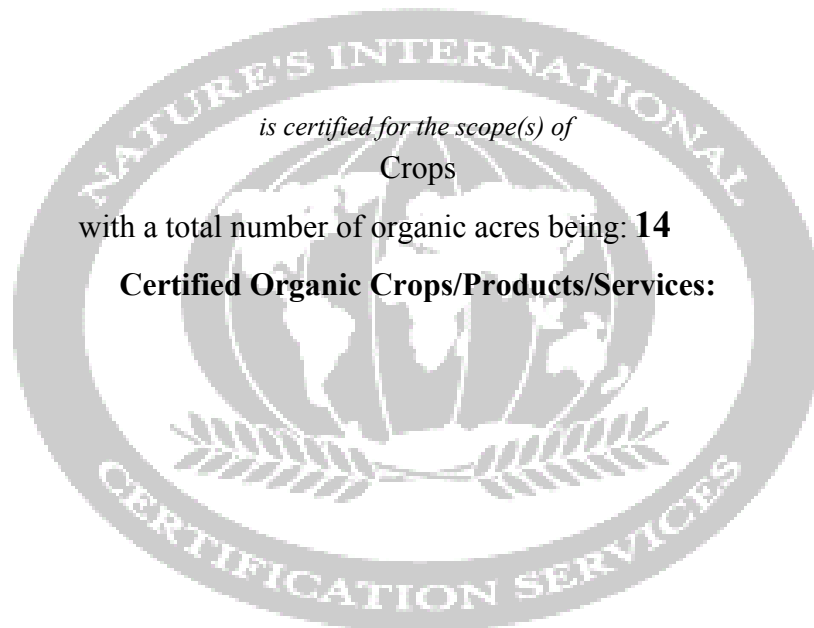 NATURE'S INTERNATIONAL
is certified for the scope(s) of
Crops
with a total number of organic acres being: 14
Certified Organic Crops/Products/Services:
CERTIFICATION SERVICES